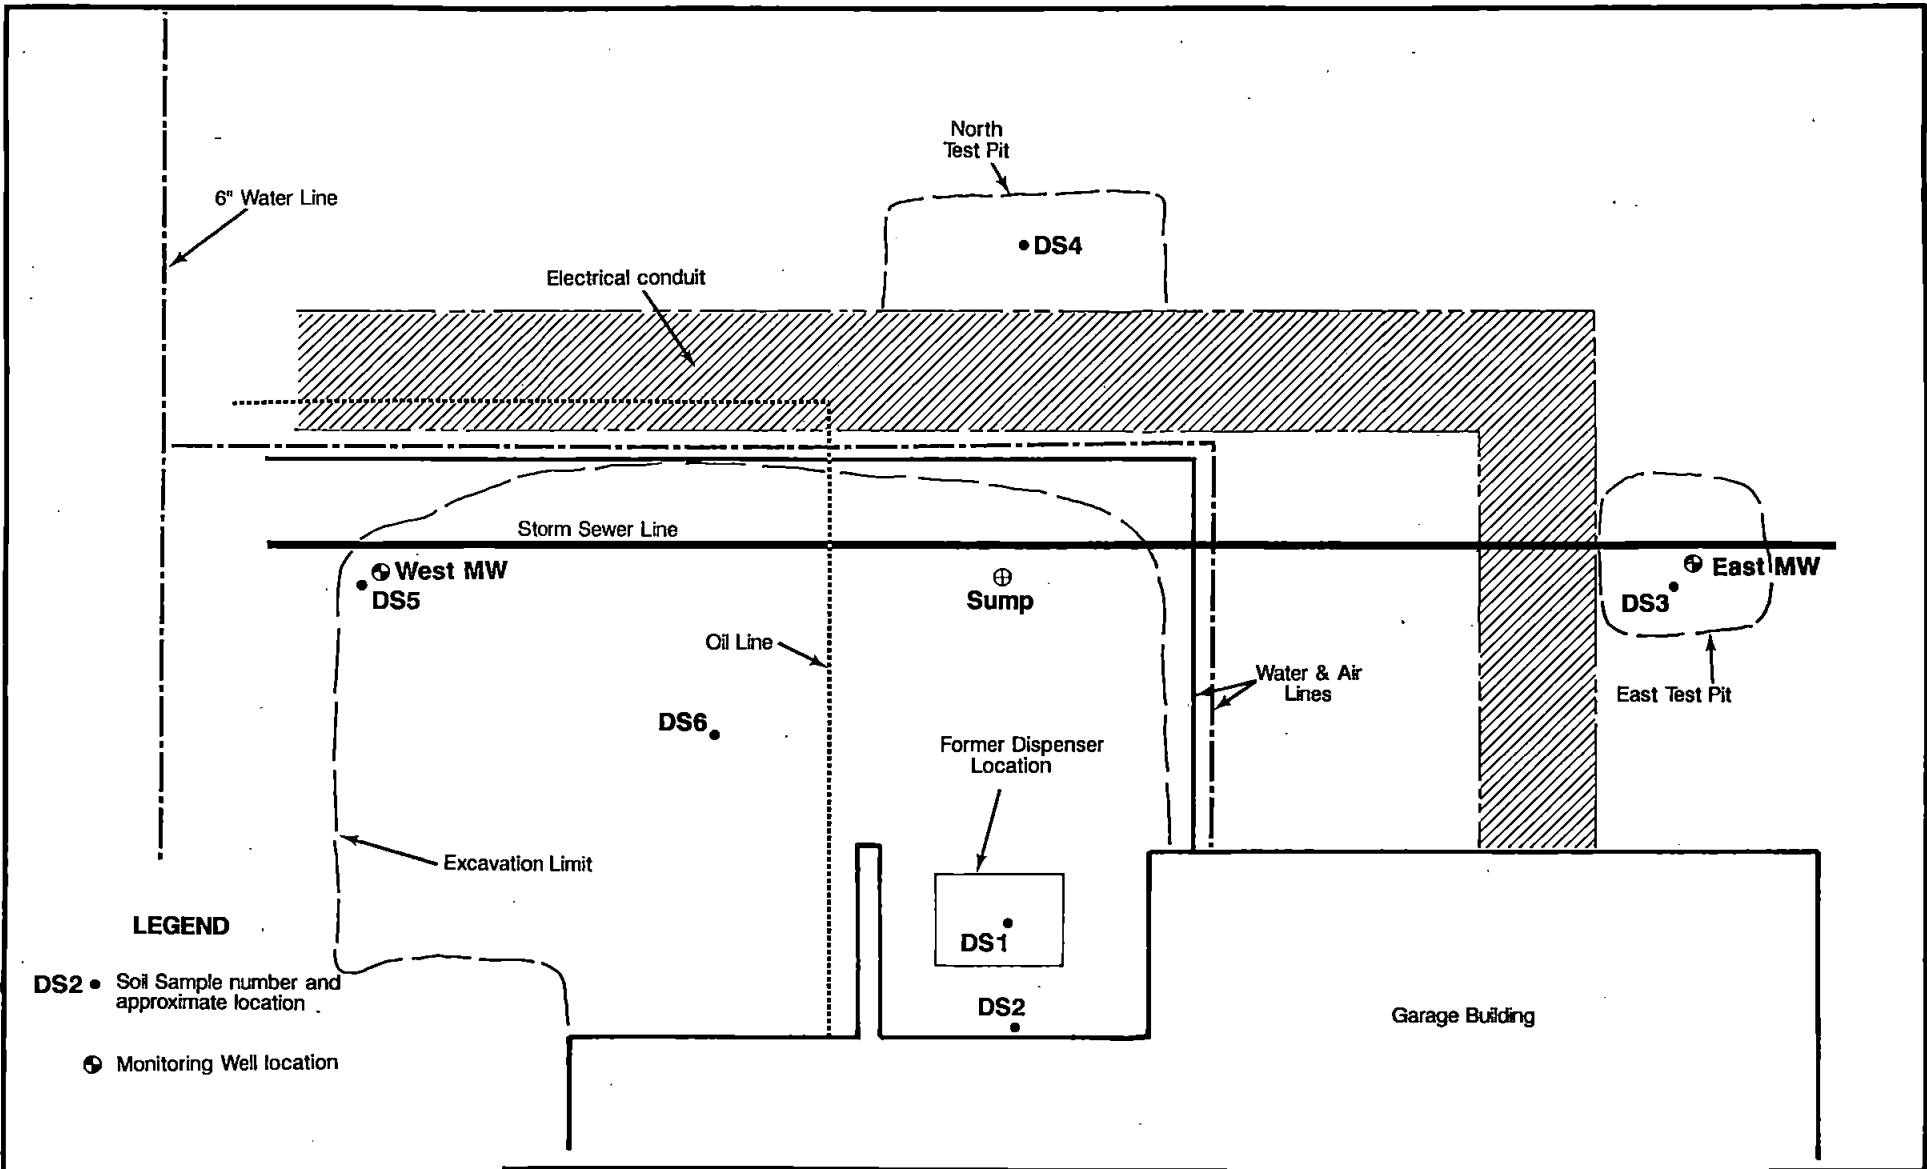 North
Test Pit
6" Water Line
DS4
Electrical conduit
Storm Sewer Line
West MW
DS5
Sump
East MW
DS3
Oil Line
Water & Air
Lines
East Test Pit
DS6
Former Dispenser
Location
Excavation Limit
LEGEND
DS1
DS2 • Soil Sample number and
approximate location
DS2
Garage Building
Monitoring Well location